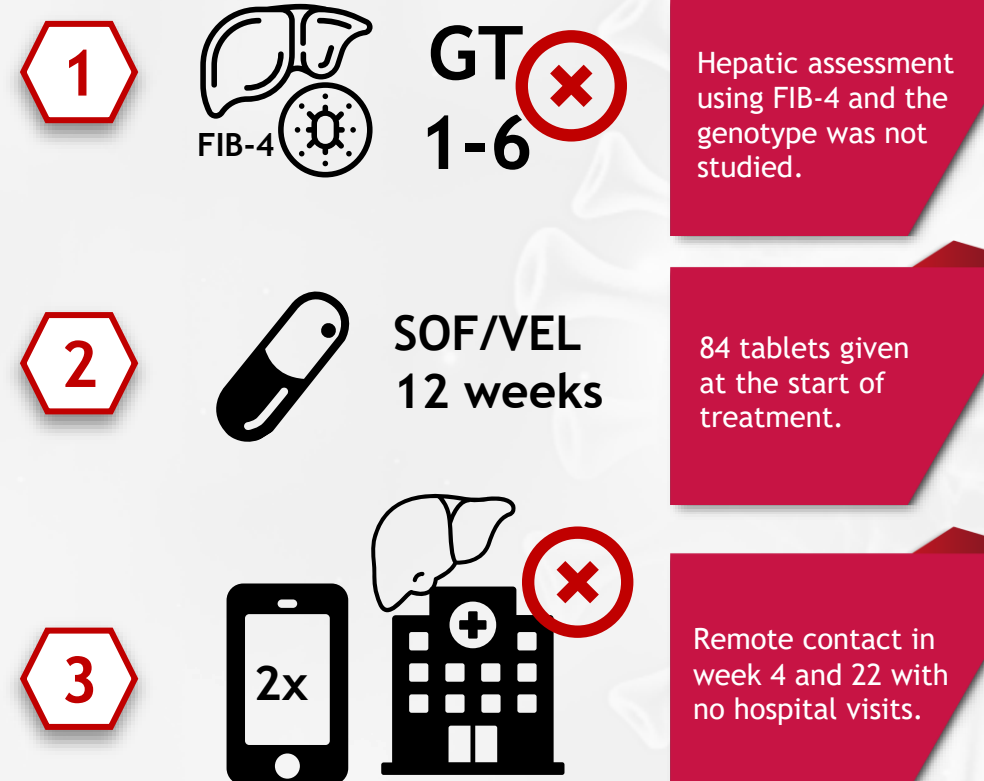 1
FIB-4
GT
1-6
Hepatic assessment
using FIB-4 and the
genotype was not
studied.
2
SOF/VEL
12 weeks
84 tablets given
at the start of
treatment.
3
2x
Remote contact in
week 4 and 22 with
no hospital visits.